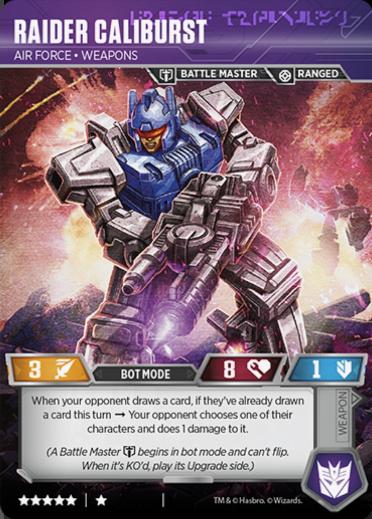 RAIDER CALIBURST
AIR FORCE • WEAPONS
BATTLE MASTER
RANGED
3
BOT MODE
8
1
When your opponent draws a card, if they've already drawn
a card this turn → Your opponent chooses one of their
characters and does 1 damage to it.
(A Battle Master begins in bot mode and can't flip.
When it's KO'd, play its Upgrade side.)
WEAPON
TM & © Hasbro. © Wizards.